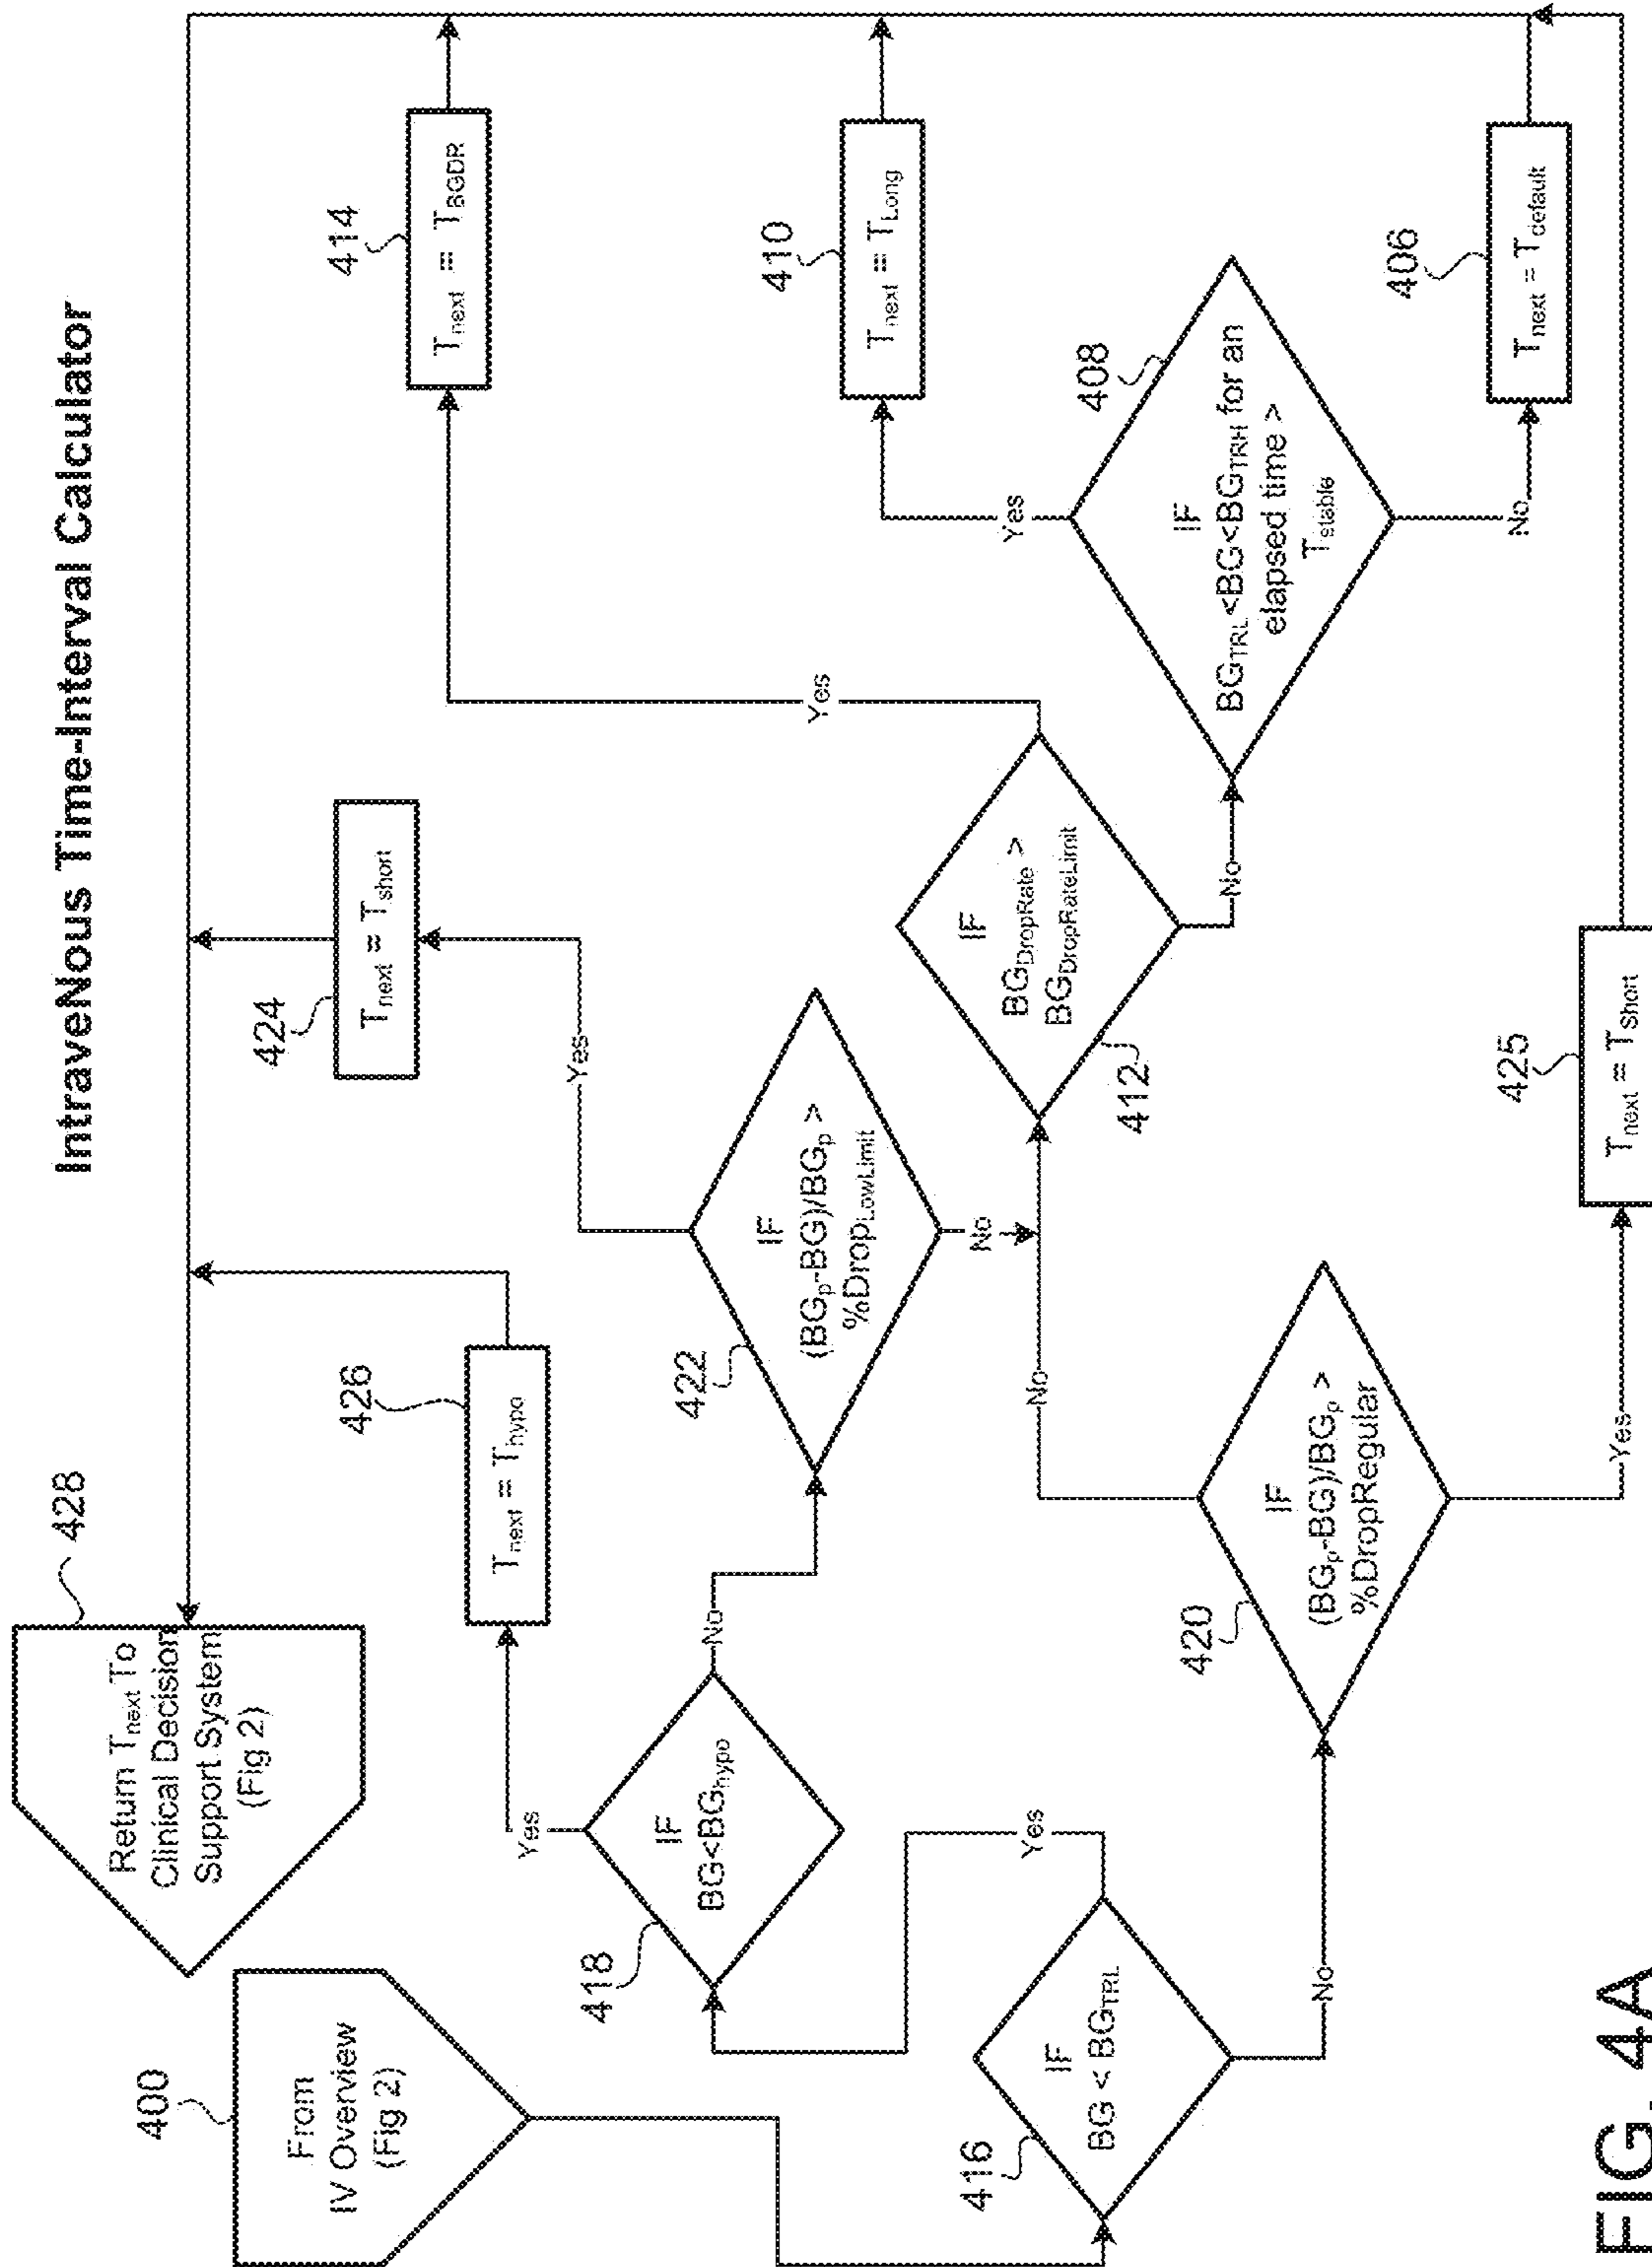 IntraveNous Time-Interval Calculator
400
From
IV Overview
(Fig 2)
428
Return Tnext To
Clinical Decision
Support System
(Fig 2)
416
IF
BG < BGTRL
Yes
No
418
IF
BG<BGhypo
Yes
No
426
Tnext = Thypo
422
IF
(BGp-BG)/BGp >
%DropLowLimit
Yes
No
424
Tnext = Tshort
420
IF
(BGp-BG)/BGp >
%DropRegular
No
Yes
425
Tnext = TShort
412
IF
BGDropRate >
BGDropRateLimit
Yes
No
414
Tnext = TBGDR
408
IF
BGTRL<BG<BGTRH for an
elapsed time >
Tstable
Yes
No
410
Tnext = TLong
406
Tnext = Tdefault
FIG. 4A